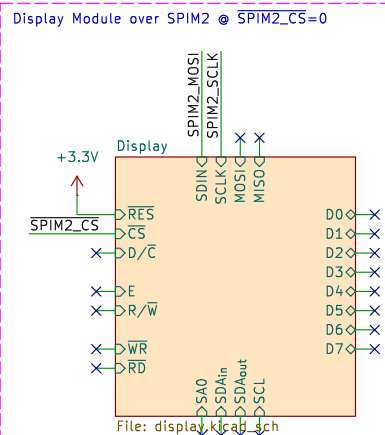 Display Module over SPIM2 @ SPIM2_CS=0
SPIM2_MOSI
SPIM2_SCLK
Display
+3.3V
SDIN
SCLK
MOSI
MISO
RES
D0
SPIM2_CS
CS
D1
D/C
D2
D3
E
D4
R/W
D5
D6
WR
D7
RD
SA0
SDAin
SDAout
SCL
File: display.kicad_sch